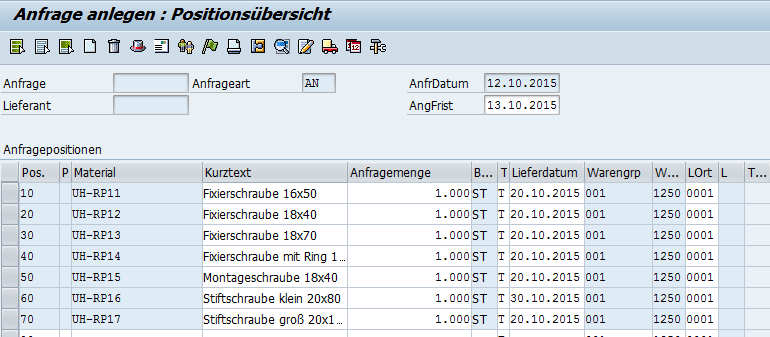 Anfrage anlegen : Positionsübersicht
Anfrage Anfrageart AN AnfrDatum 12.10.2015
Lieferant AngFrist 13.10.2015
Anfragepositionen
Pos. P Material Kurztext Anfragemenge B... T Lieferdatum Warengrp W... LOrt L T...
10 UH-RP11 Fixierschraube 16x50 1.000 ST T 20.10.2015 001 1250 0001
20 UH-RP12 Fixierschraube 18x40 1.000 ST T 20.10.2015 001 1250 0001
30 UH-RP13 Fixierschraube 18x70 1.000 ST T 20.10.2015 001 1250 0001
40 UH-RP14 Fixierschraube mit Ring 1... 1.000 ST T 20.10.2015 001 1250 0001
50 UH-RP15 Montageschraube 18x40 1.000 ST T 20.10.2015 001 1250 0001
60 UH-RP16 Stiftschraube klein 20x80 1.000 ST T 30.10.2015 001 1250 0001
70 UH-RP17 Stiftschraube groß 20x1... 1.000 ST T 20.10.2015 001 1250 0001